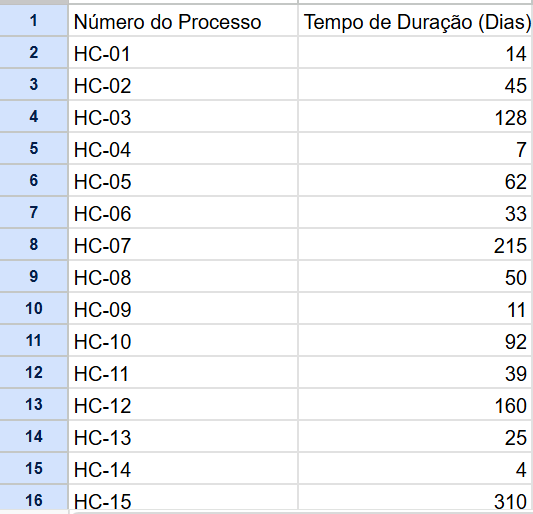 1 Número do Processo Tempo de Duração (Dias)
2 HC-01 14
3 HC-02 45
4 HC-03 128
5 HC-04 7
6 HC-05 62
7 HC-06 33
8 HC-07 215
9 HC-08 50
10 HC-09 11
11 HC-10 92
12 HC-11 39
13 HC-12 160
14 HC-13 25
15 HC-14 4
16 HC-15 310